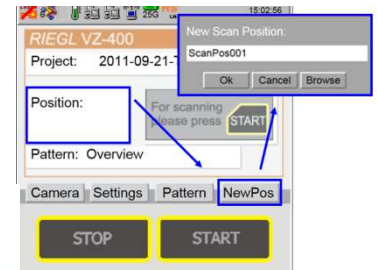 25G
15:02:56
RIEGL VZ-400
Project: 2011-09-21-
New Scan Position:
ScanPos001
Ok Cancel Browse
Position:
For scanning
please press
START
Pattern: Overview
Camera Settings Pattern NewPos
STOP START